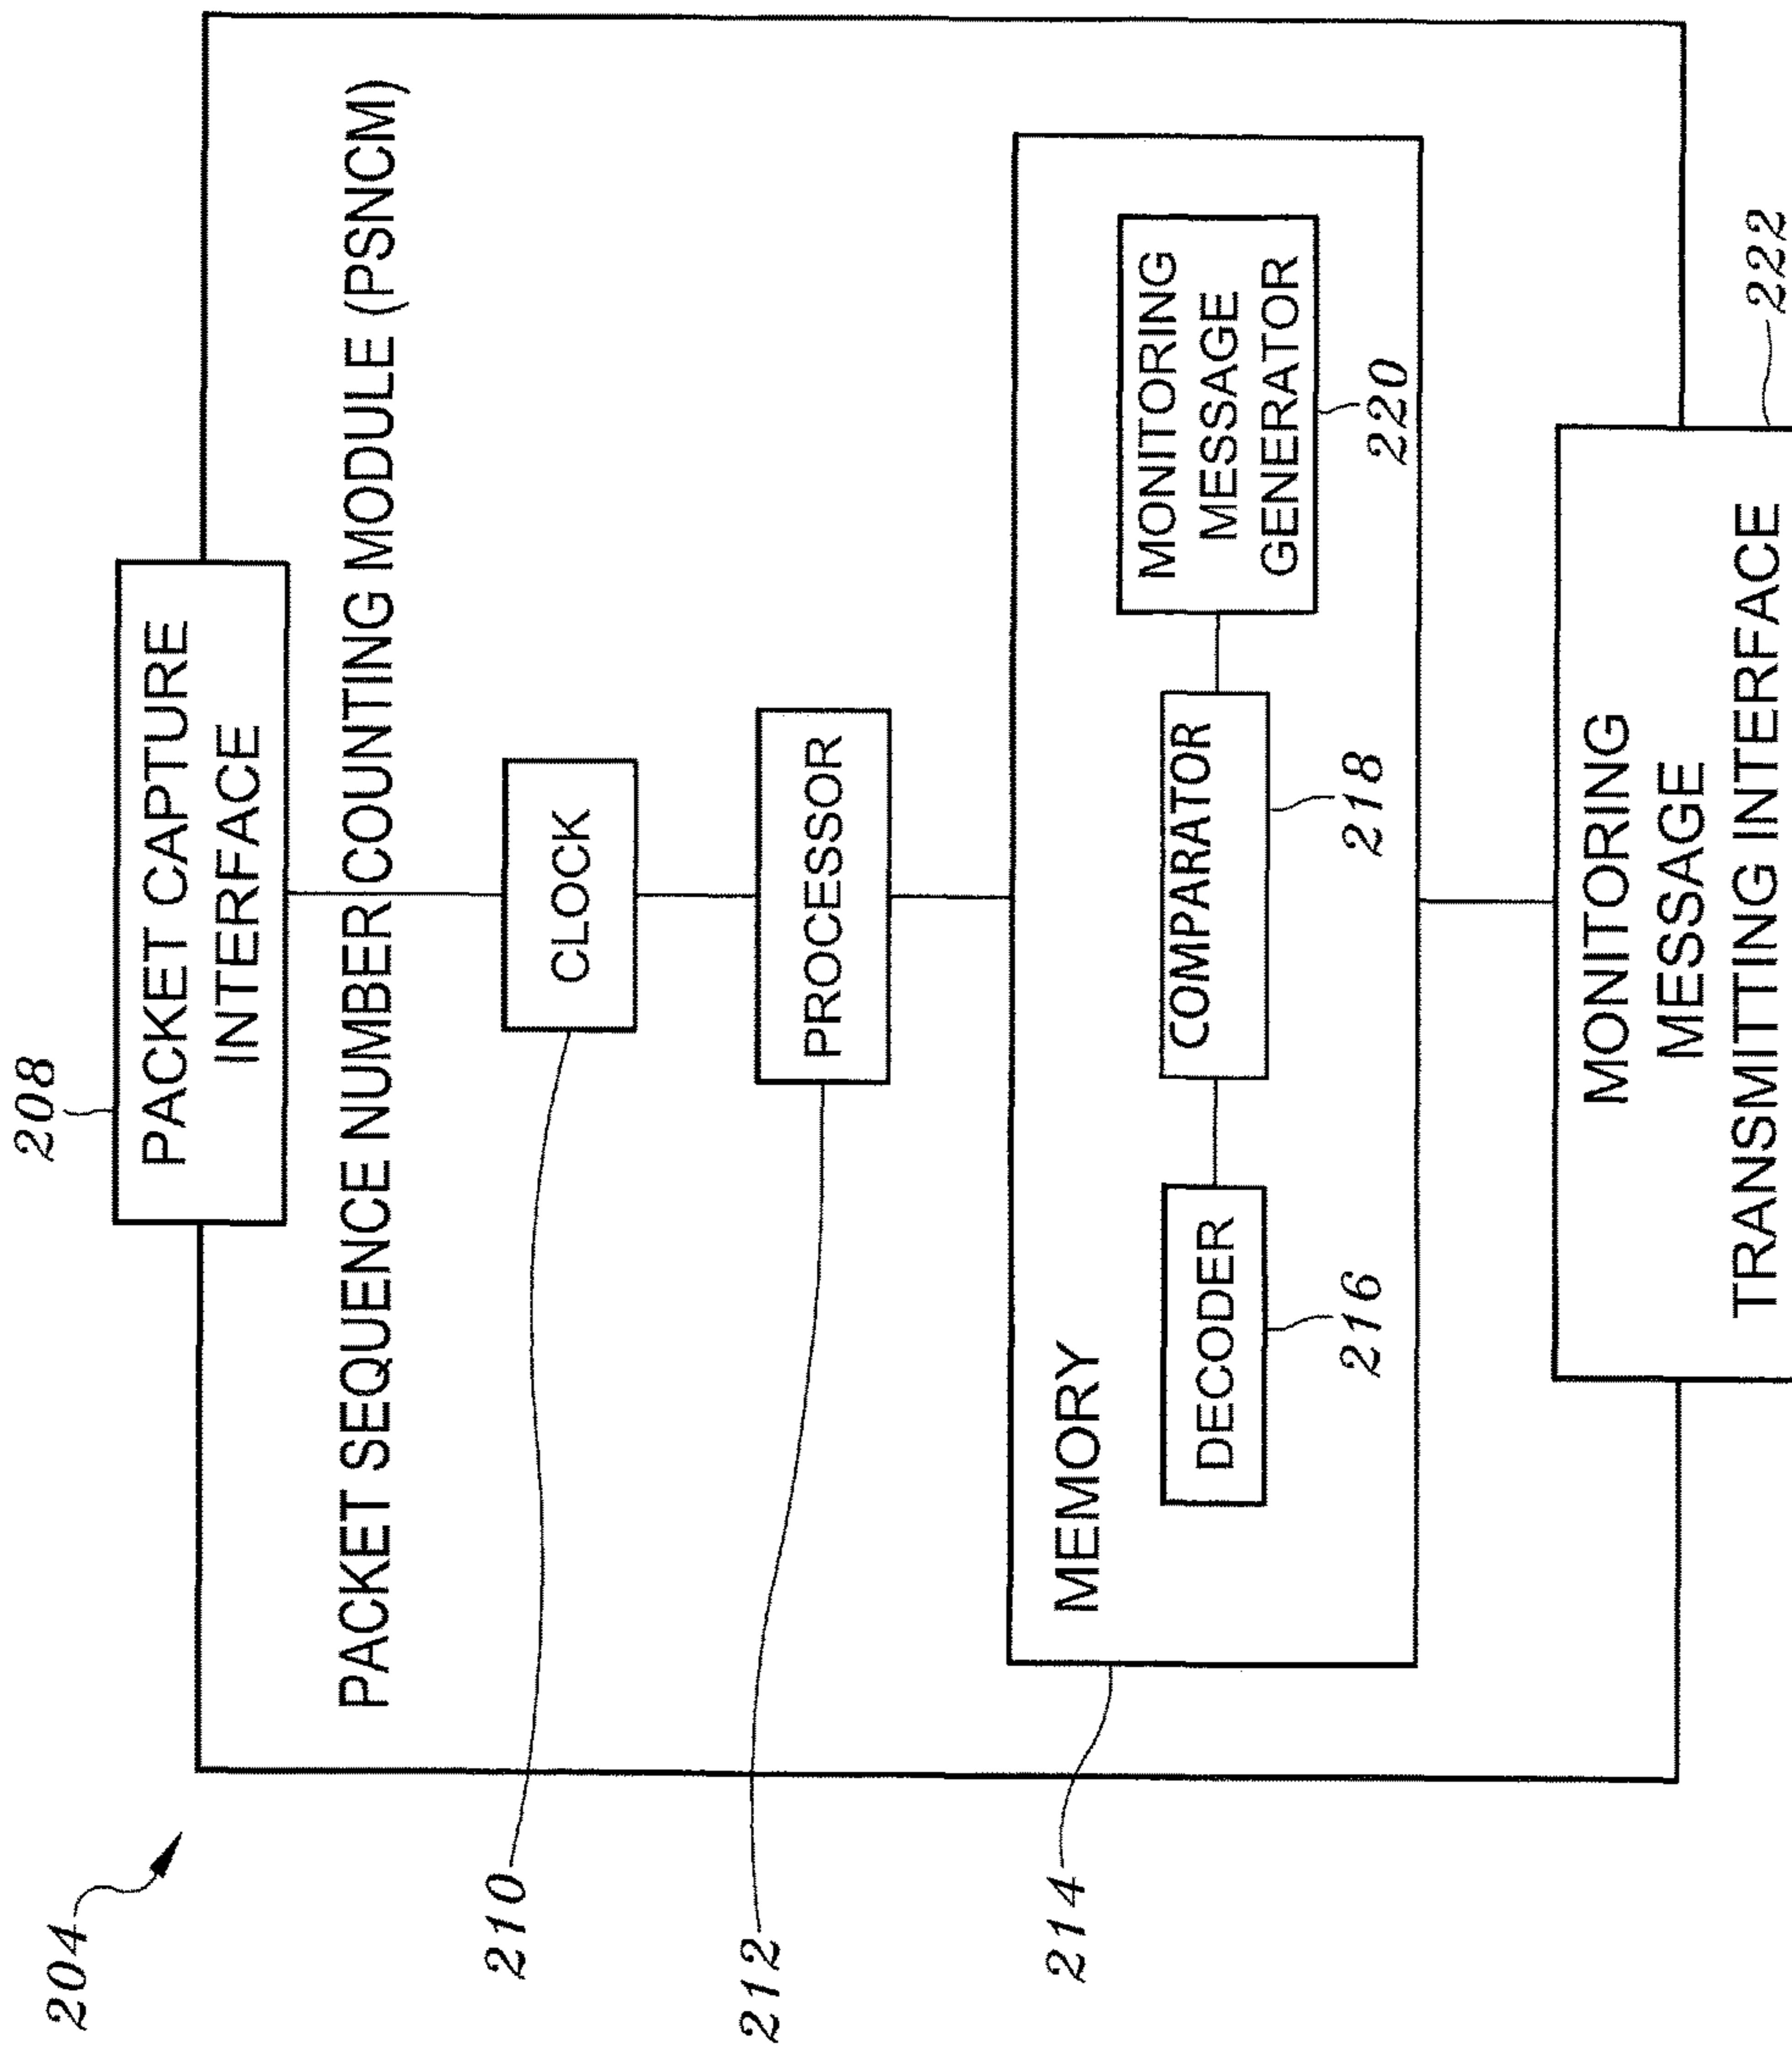 204
208
PACKET CAPTURE
INTERFACE
PACKET SEQUENCE NUMBER COUNTING MODULE (PSNCM)
210
CLOCK
212
PROCESSOR
214
MEMORY
DECODER
216
COMPARATOR
218
MONITORING
MESSAGE
GENERATOR
220
MONITORING
MESSAGE
TRANSMITTING INTERFACE
222